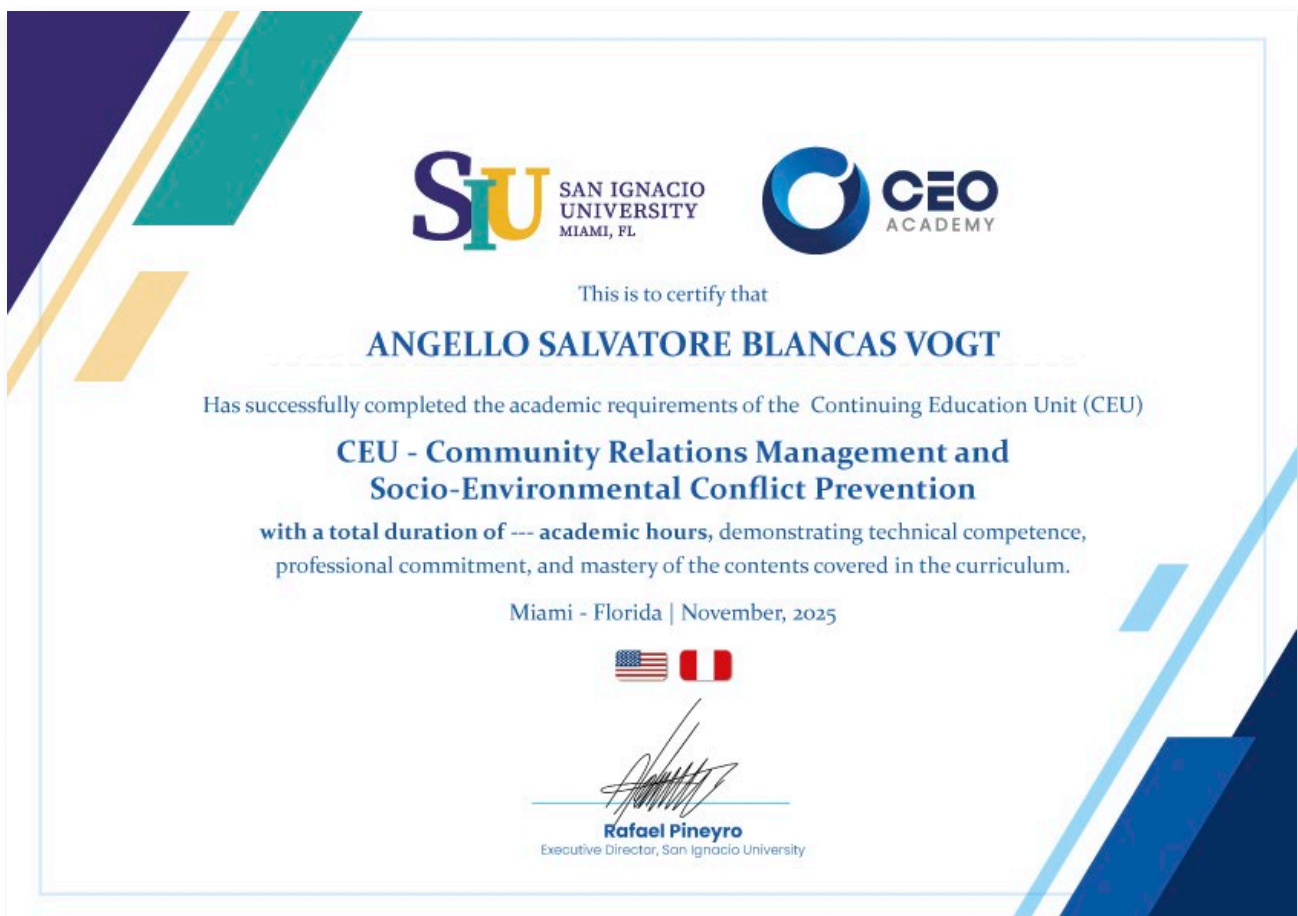 SIU
SAN IGNACIO
UNIVERSITY
MIAMI, FL
CEO
ACADEMY
This is to certify that
ANGELLO SALVATORE BLANCAS VOGT
Has successfully completed the academic requirements of the Continuing Education Unit (CEU)
CEU - Community Relations Management and
Socio-Environmental Conflict Prevention
with a total duration of --- academic hours, demonstrating technical competence,
professional commitment, and mastery of the contents covered in the curriculum.
Miami - Florida | November, 2025
Rafael Pineyro
Executive Director, San Ignacio University